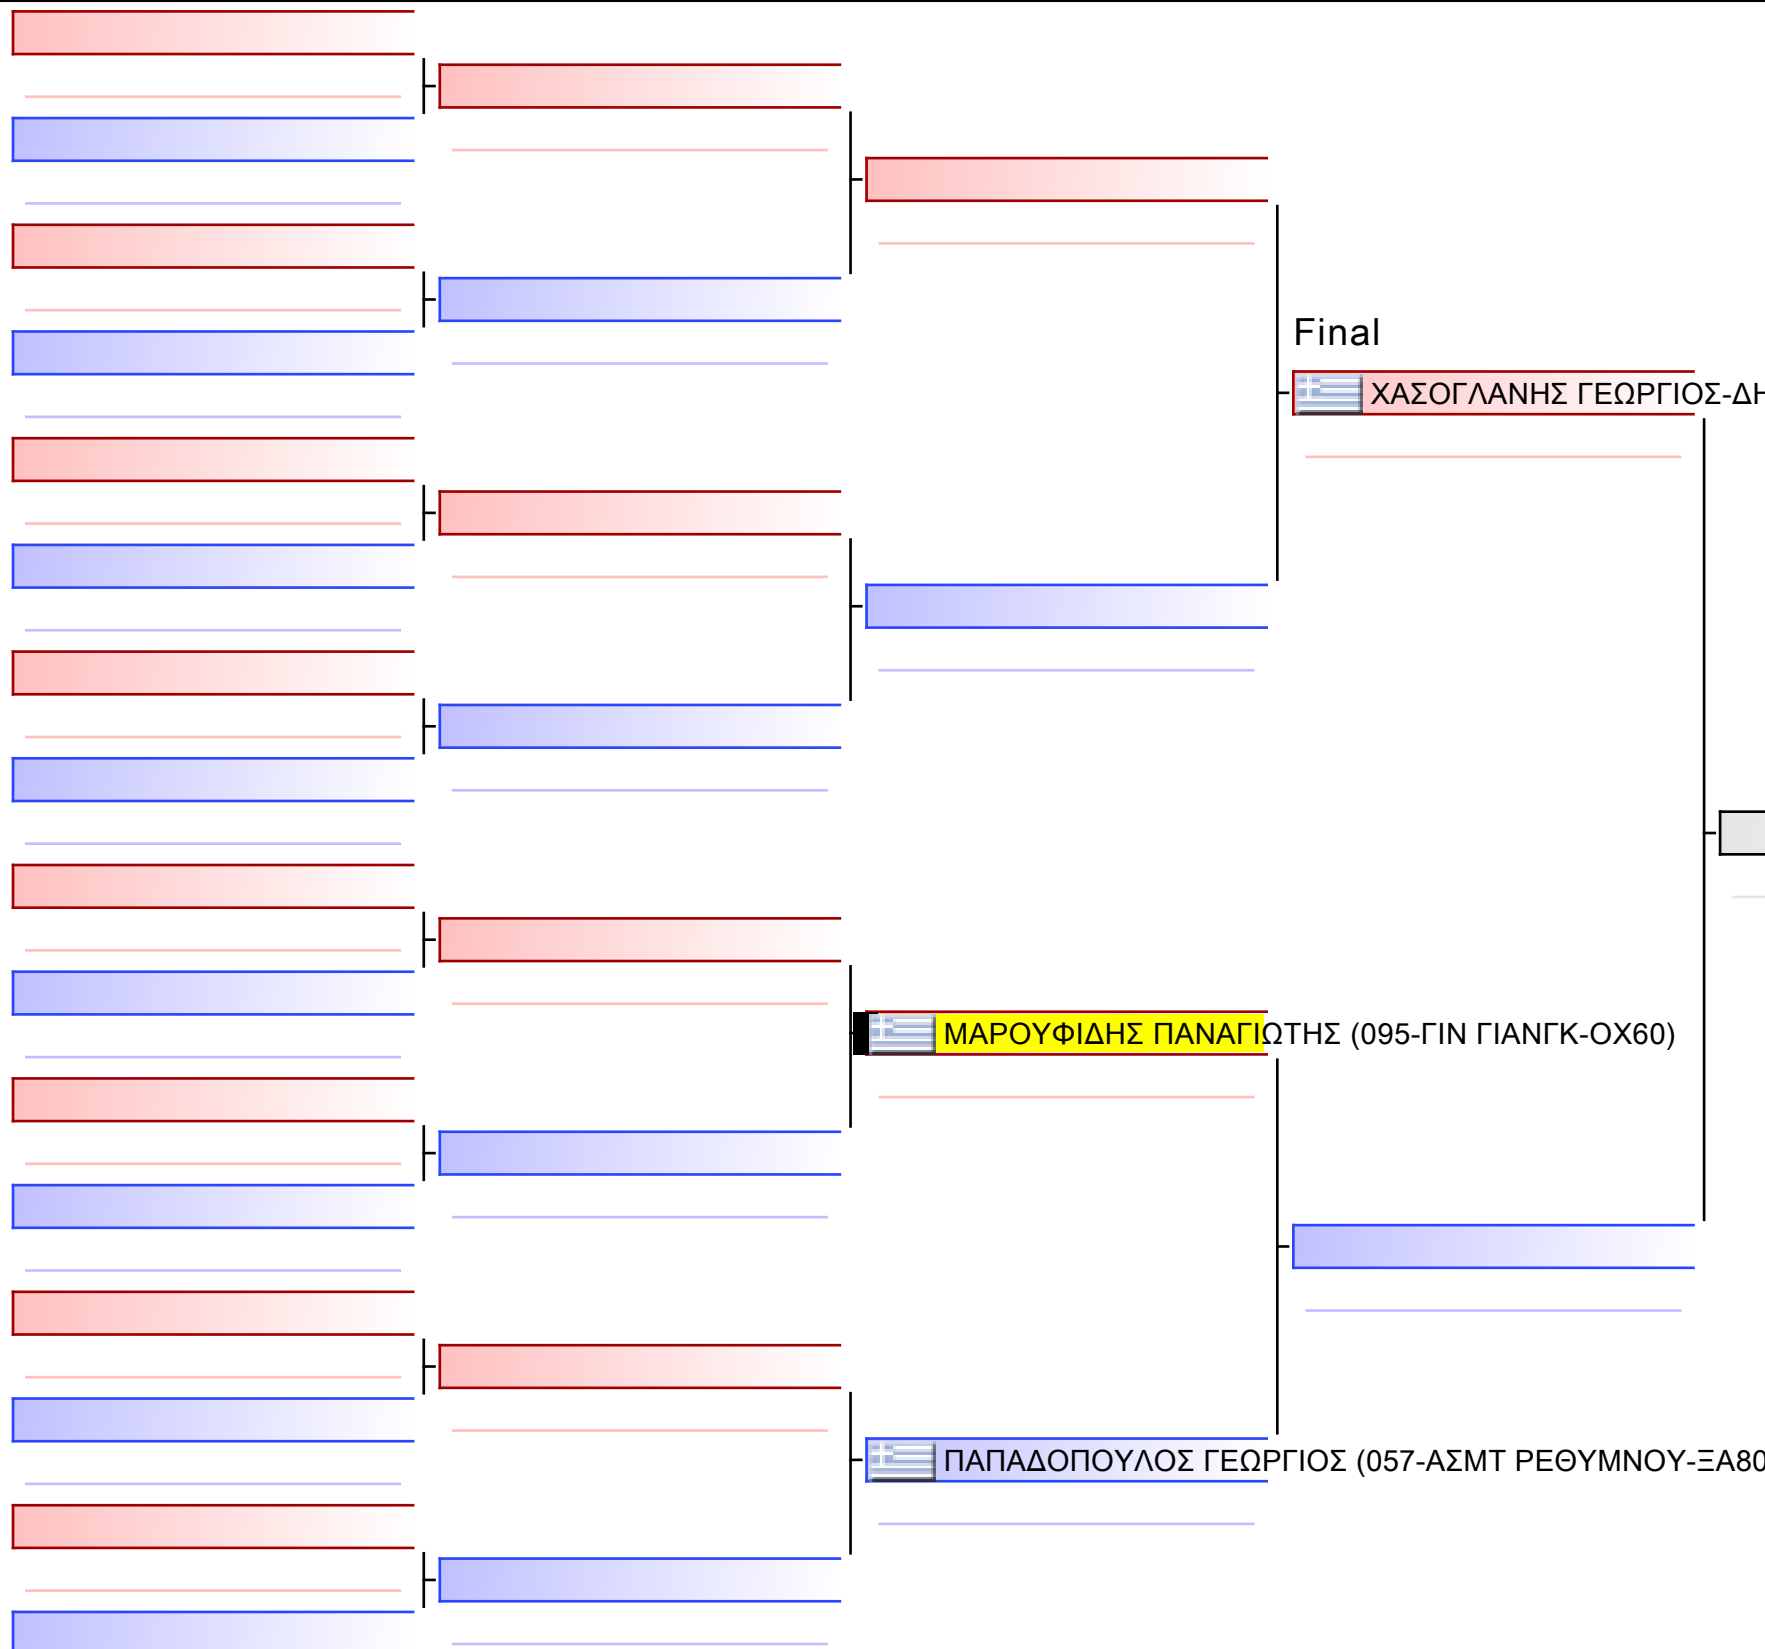 Final
ΧΑΣΟΓΛΑΝΗΣ ΓΕΩΡΓΙΟΣ-ΔΗ
ΜΑΡΟΥΦΙΔΗΣ ΠΑΝΑΓΙΩΤΗΣ (095-ΓΙΝ ΓΙΑΝΓΚ-ΟΧ60)
ΠΑΠΑΔΟΠΟΥΛΟΣ ΓΕΩΡΓΙΟΣ (057-ΑΣΜΤ ΡΕΘΥΜΝΟΥ-ΞΑ80